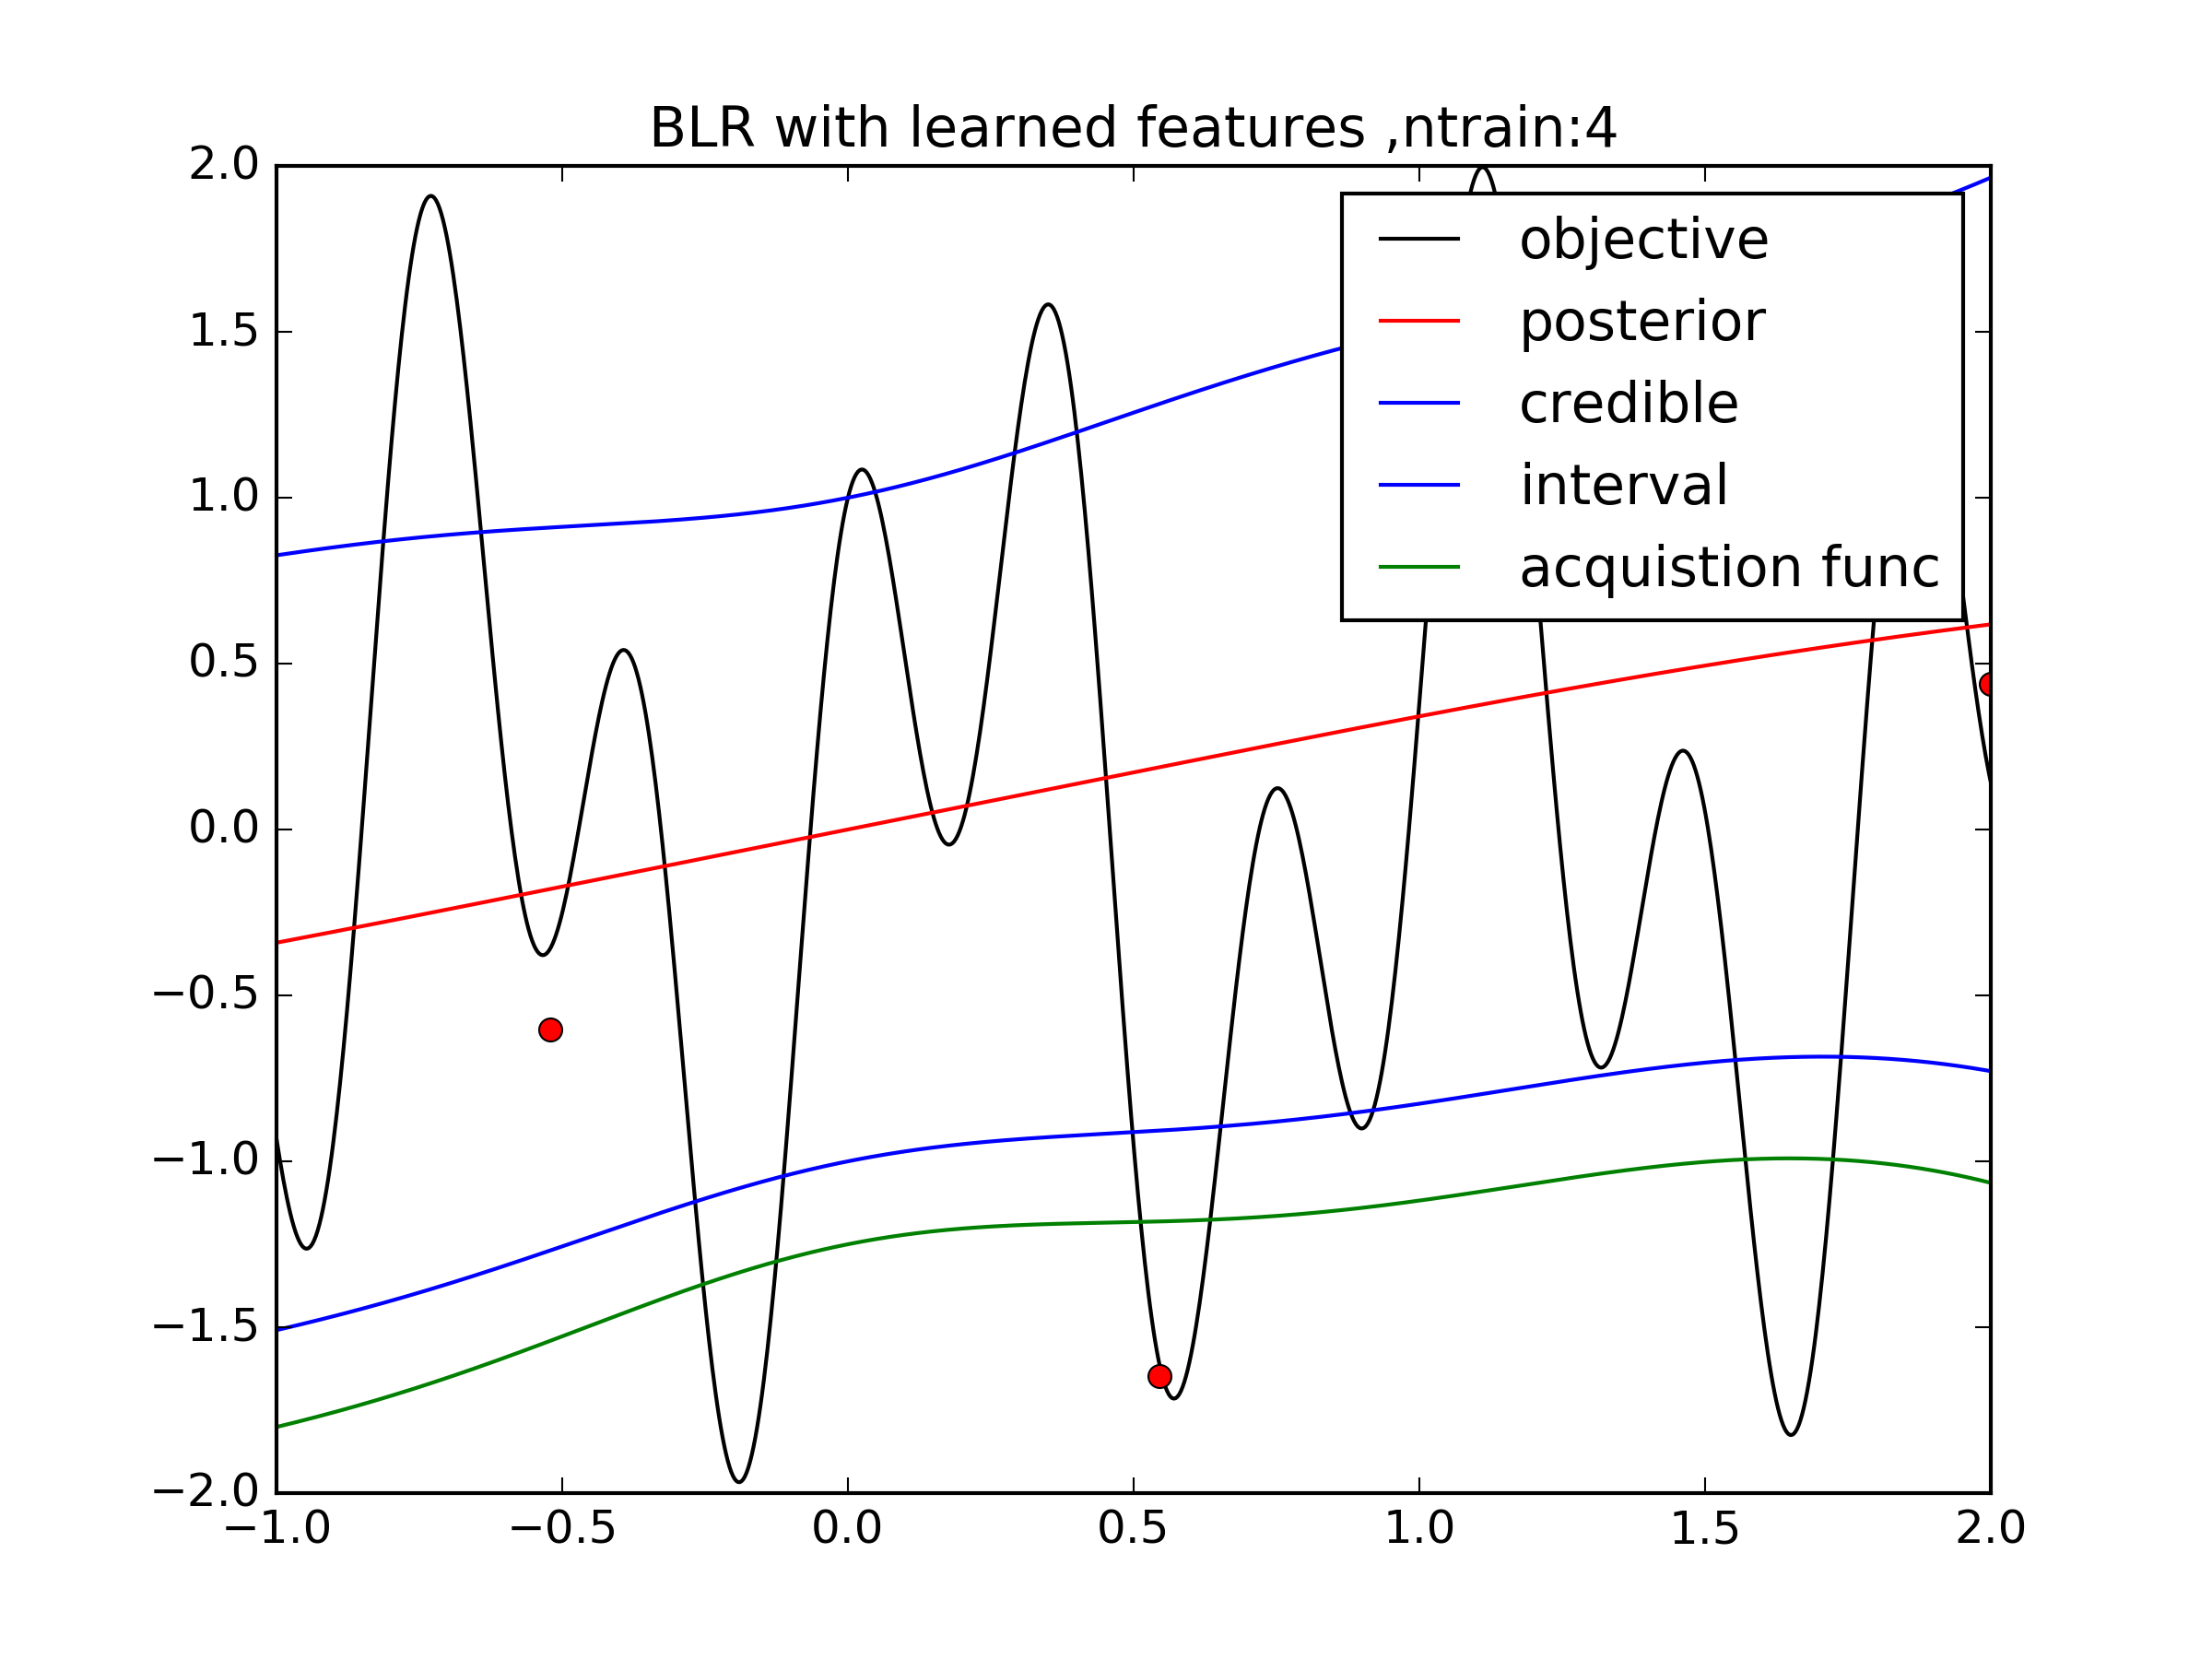 BLR with learned features ,ntrain:4
2.0
1.5
1.0
0.5
0.0
−0.5
−1.0
−1.5
−2.0
objective
posterior
credible
interval
acquistion func
−1.0 −0.5 0.0 0.5 1.0 1.5 2.0